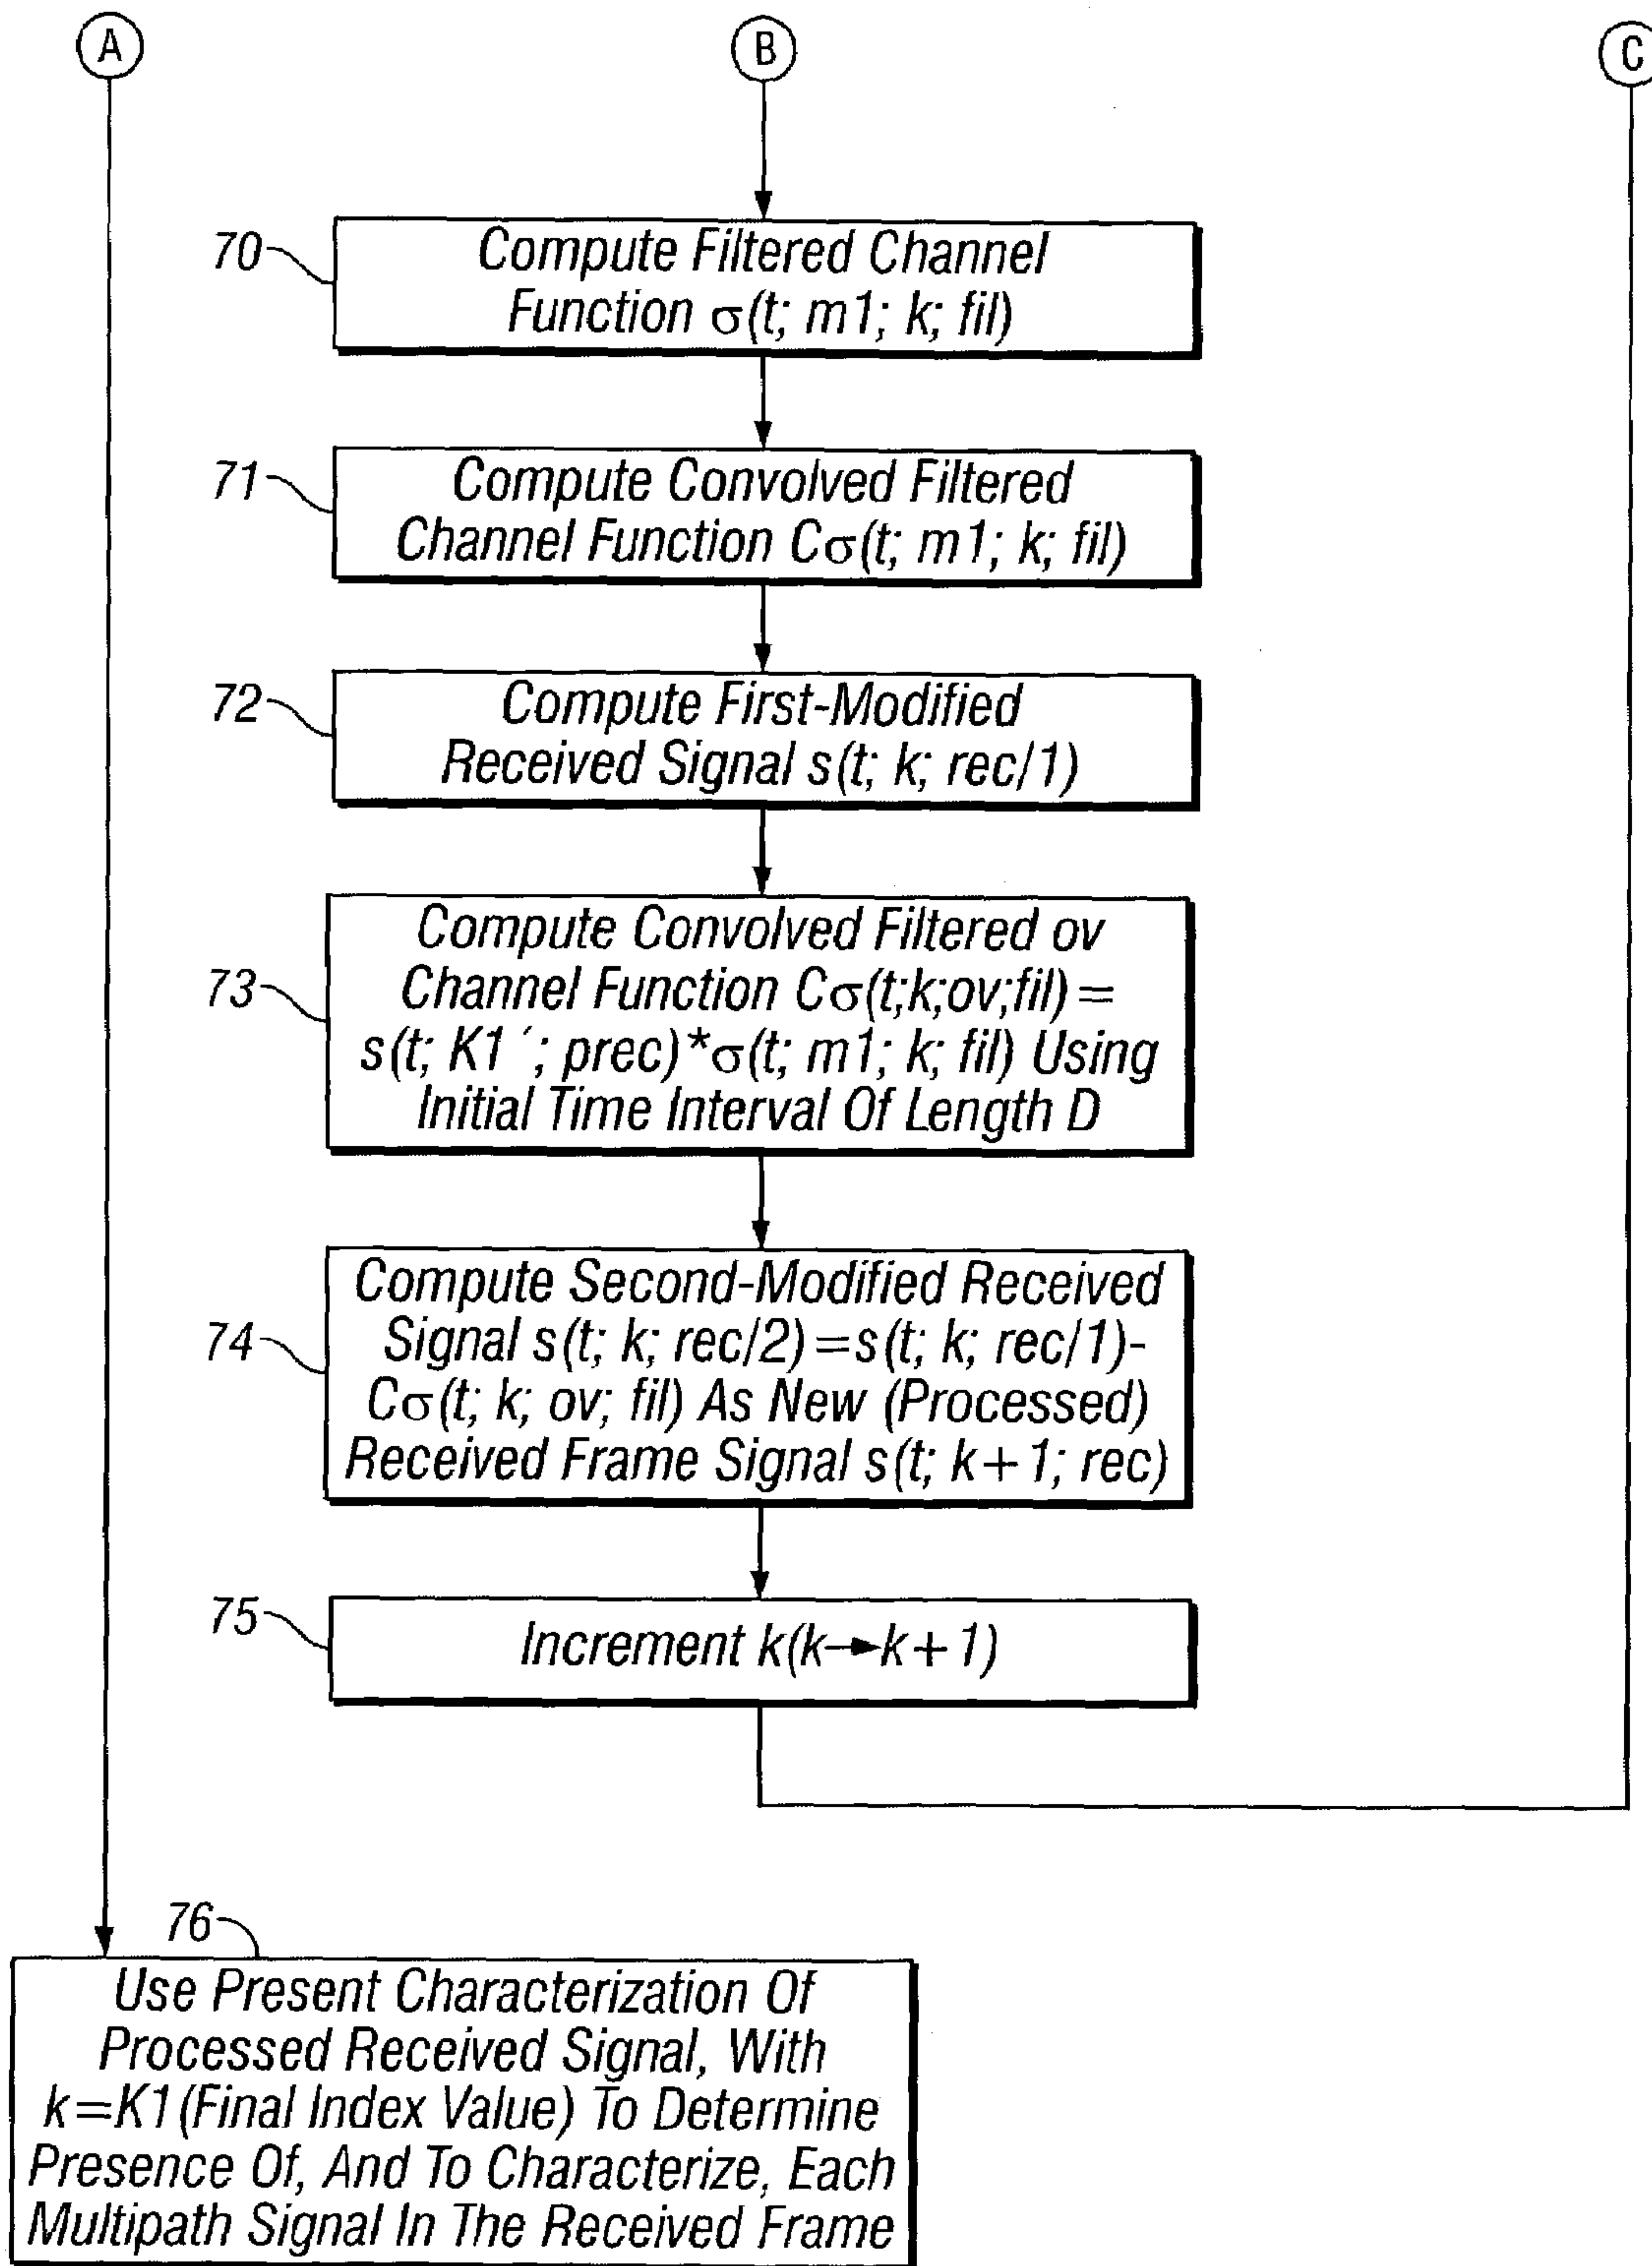 A
B
C
70
Compute Filtered Channel
Function σ(t; m1; k; fil)
71
Compute Convolved Filtered
Channel Function Cσ(t; m1; k; fil)
72
Compute First-Modified
Received Signal s(t; k; rec/1)
73
Compute Convolved Filtered ov
Channel Function Cσ(t;k;ov;fil)=
s(t; K1´; prec)*σ(t; m1; k; fil) Using
Initial Time Interval Of Length D
74
Compute Second-Modified Received
Signal s(t; k; rec/2)=s(t; k; rec/1)-
Cσ(t; k; ov; fil) As New (Processed)
Received Frame Signal s(t; k+1; rec)
75
Increment k(k→k+1)
76
Use Present Characterization Of
Processed Received Signal, With
k=K1(Final Index Value) To Determine
Presence Of, And To Characterize, Each
Multipath Signal In The Received Frame